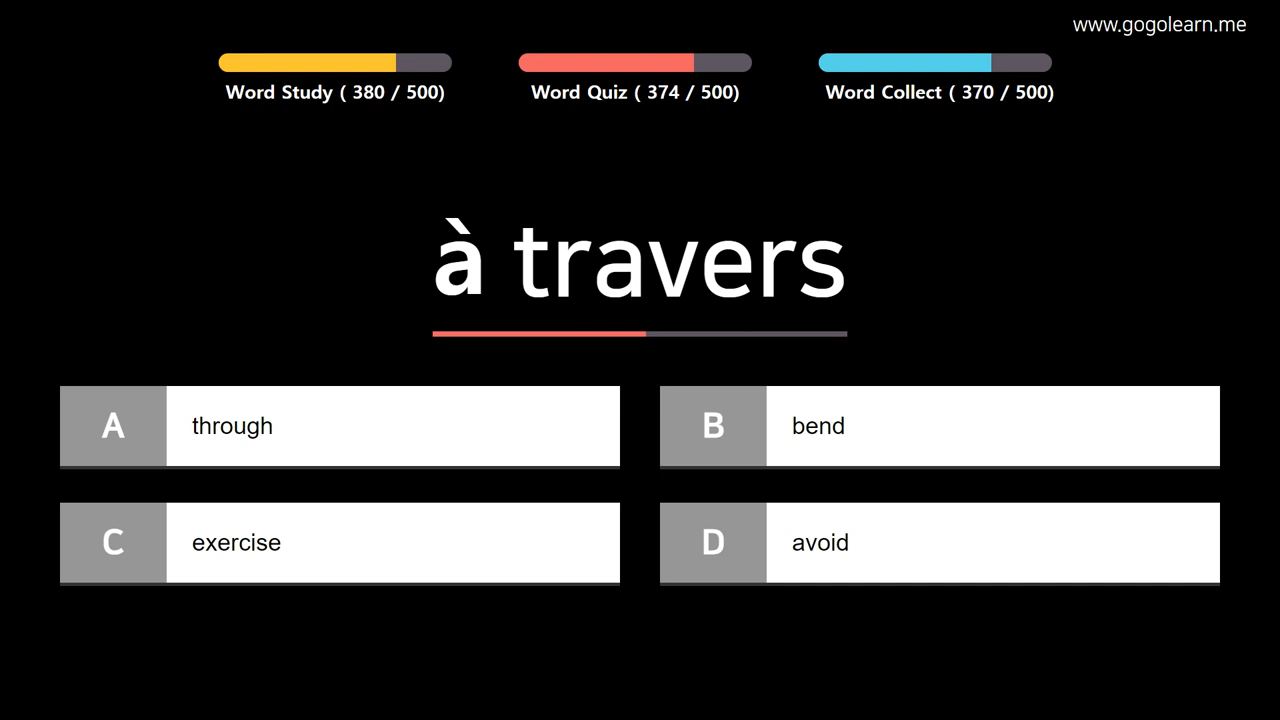 www.gogolearn.me
Word Study ( 380 / 500)
Word Quiz ( 374 / 500)
Word Collect ( 370 / 500)
à travers
A through
B bend
C exercise
D avoid